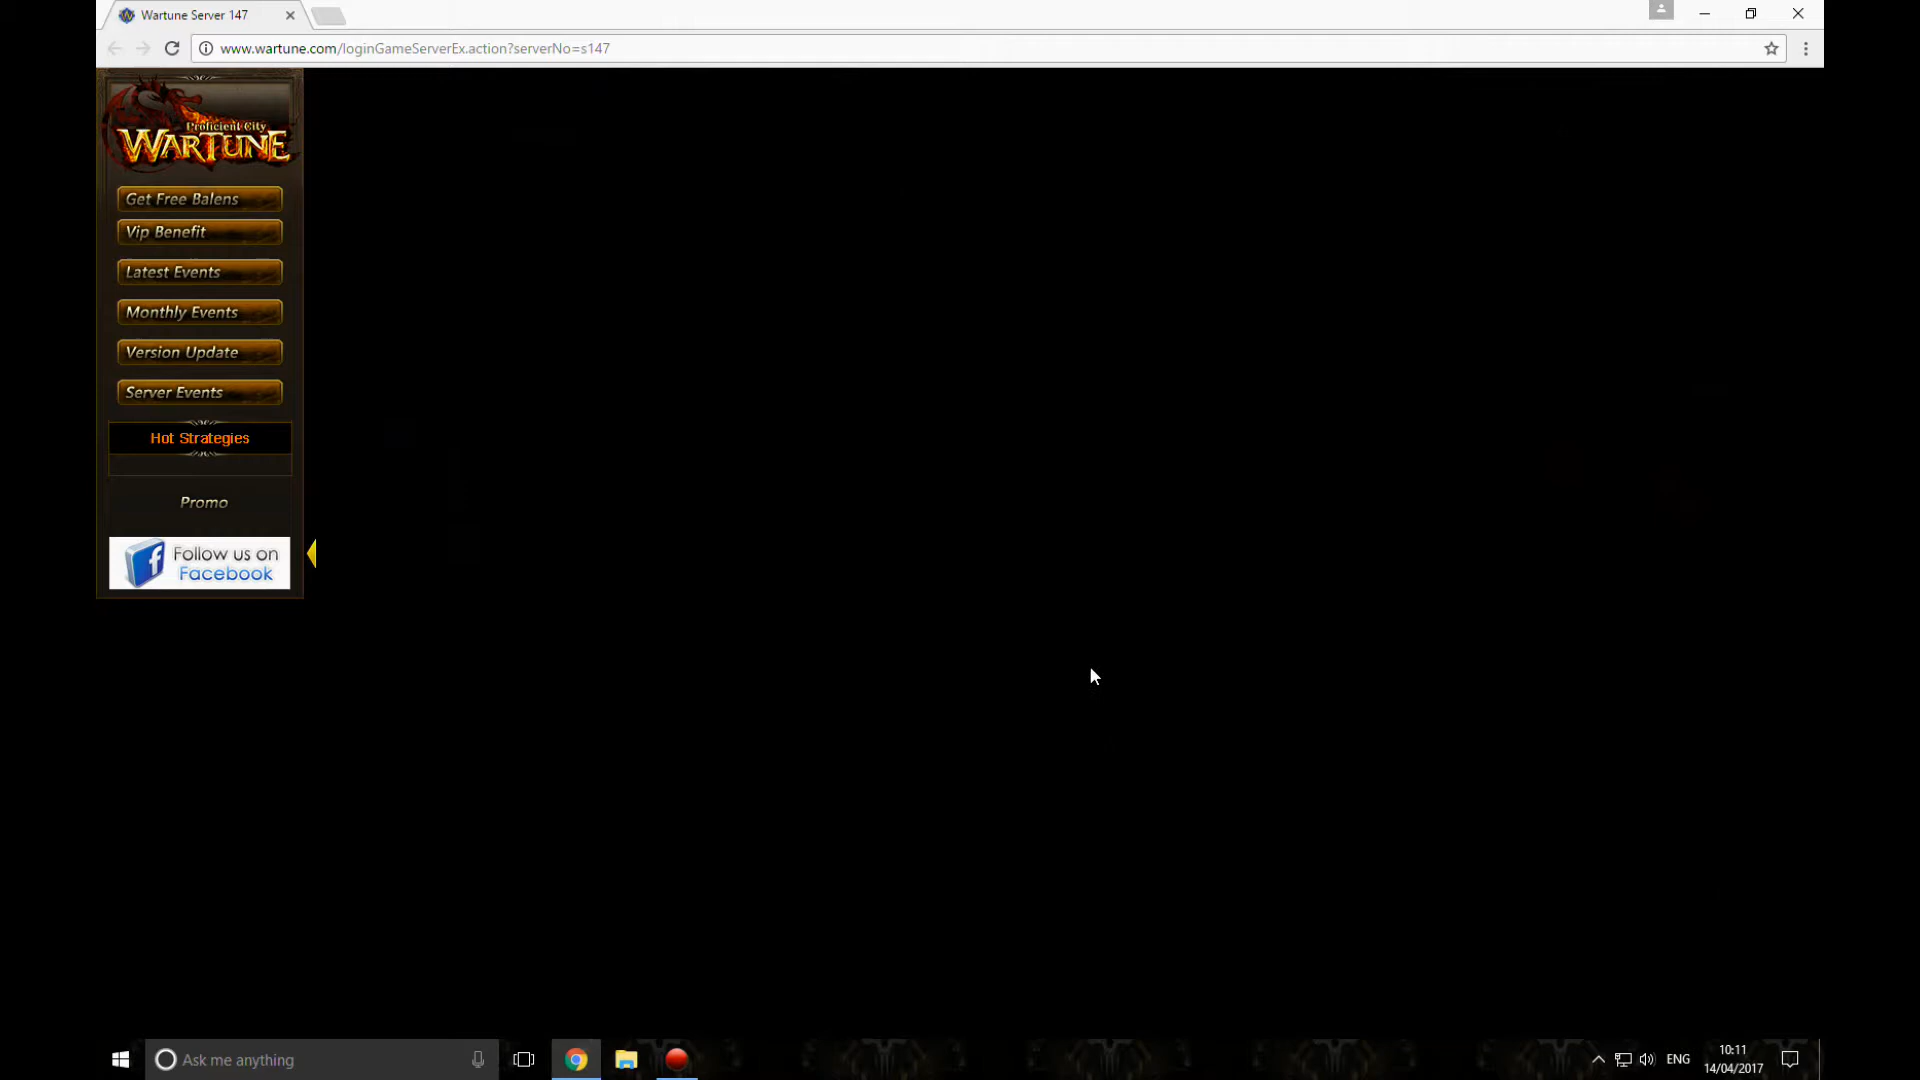 Wartune Server 147
www.wartune.com/loginGameServerEx.action?serverNo=s147
Proficient City
WARTUNE
Get Free Balens
Vip Benefit
Latest Events
Monthly Events
Version Update
Server Events
Hot Strategies
Promo
Follow us on
Facebook
Ask me anything
ENG
10:11
14/04/2017